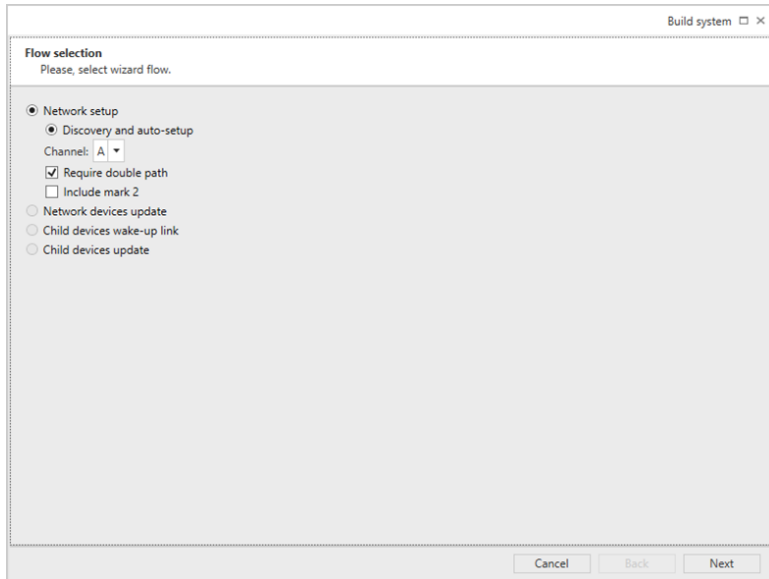 Build system
Flow selection
Please, select wizard flow.
Network setup
Discovery and auto-setup
Channel: A
Require double path
Include mark 2
Network devices update
Child devices wake-up link
Child devices update
Cancel Back Next